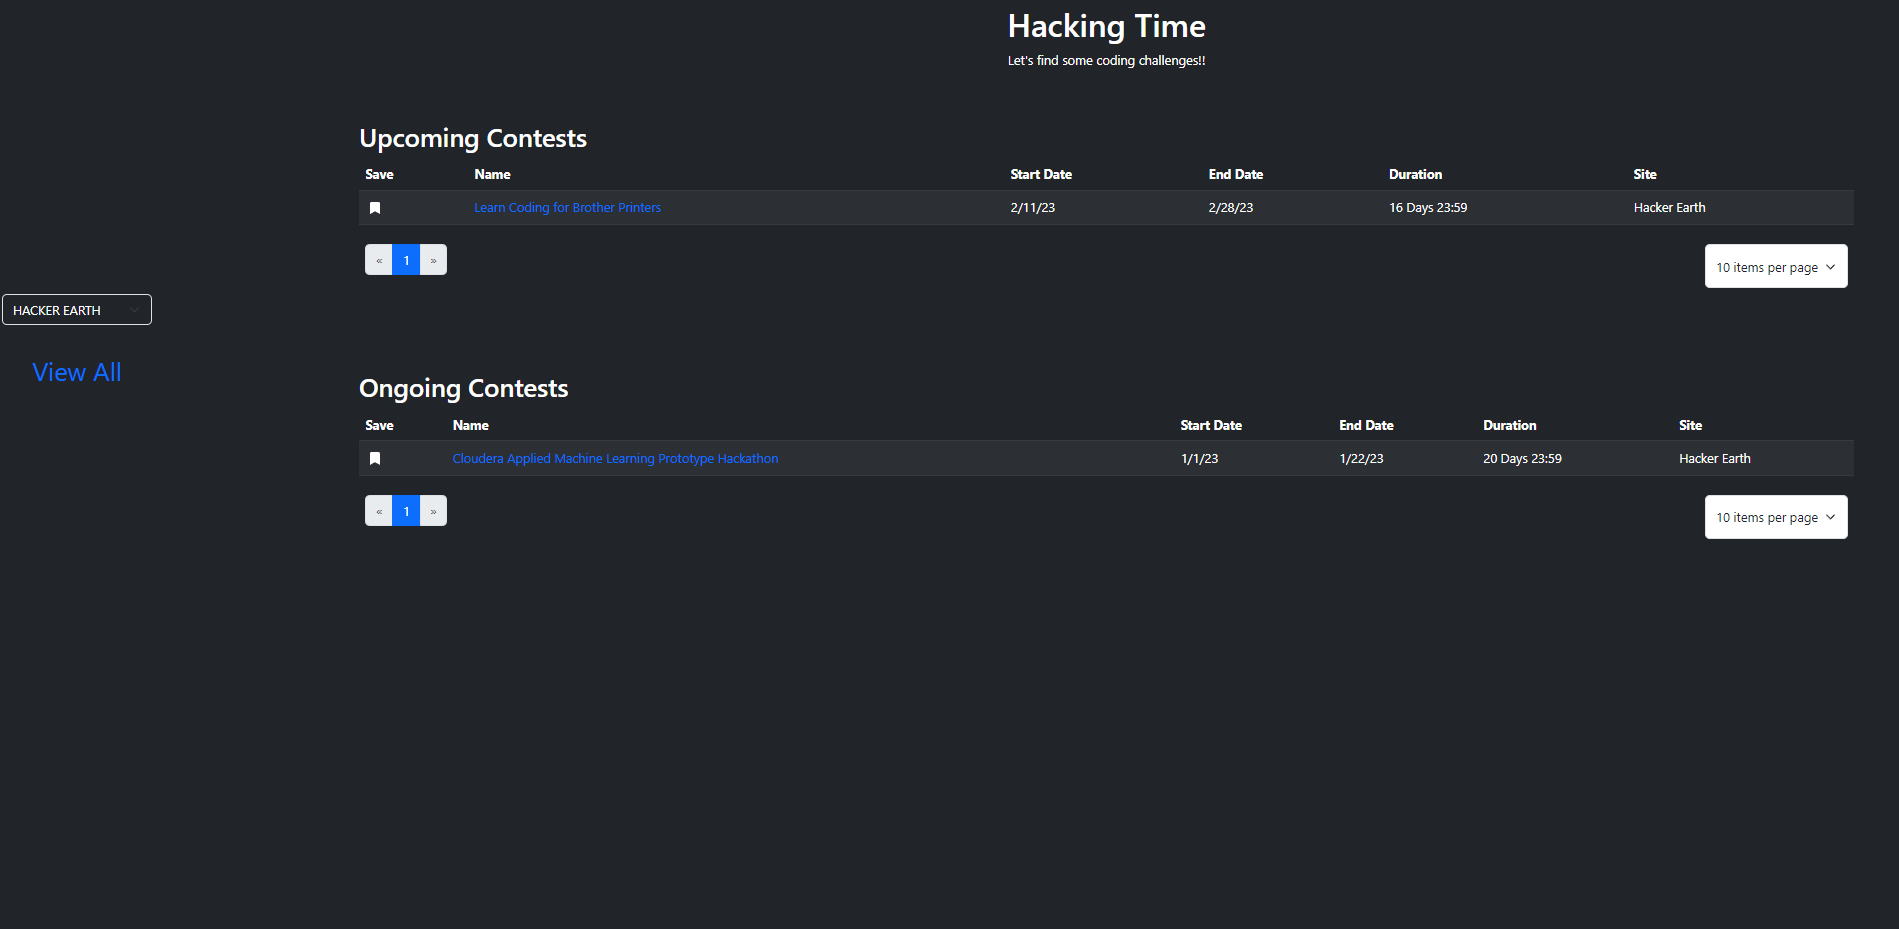 Hacking Time
Let's find some coding challenges!!
Upcoming Contests
Save Name Start Date End Date Duration Site
Learn Coding for Brother Printers 2/11/23 2/28/23 16 Days 23:59 Hacker Earth
« 1 » 10 items per page
HACKER EARTH
View All
Ongoing Contests
Save Name Start Date End Date Duration Site
Cloudera Applied Machine Learning Prototype Hackathon 1/1/23 1/22/23 20 Days 23:59 Hacker Earth
« 1 » 10 items per page